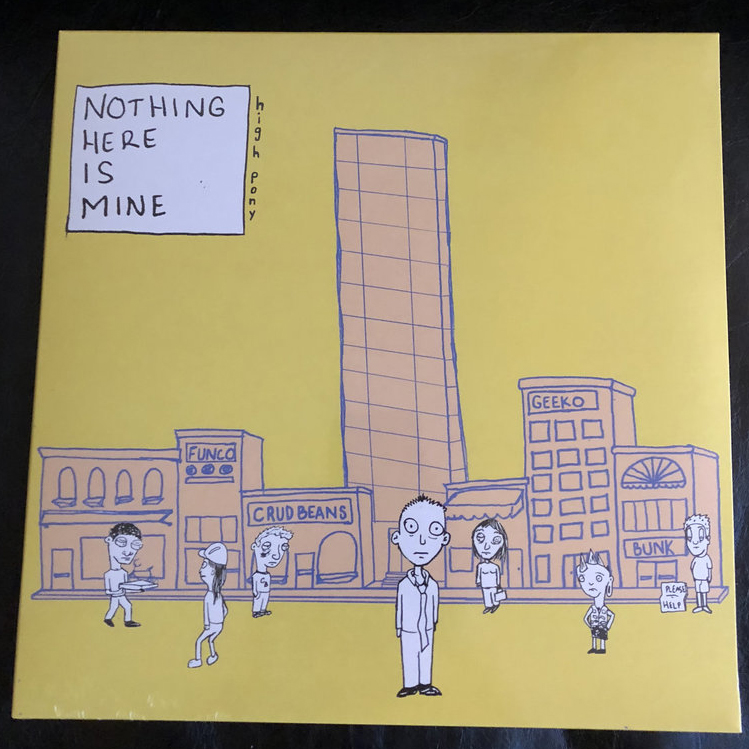 NOTHING
HERE
IS
MINE
high pony
FUNCO
CRUD BEANS
GEEKO
BUNK
PLEASE
HELP